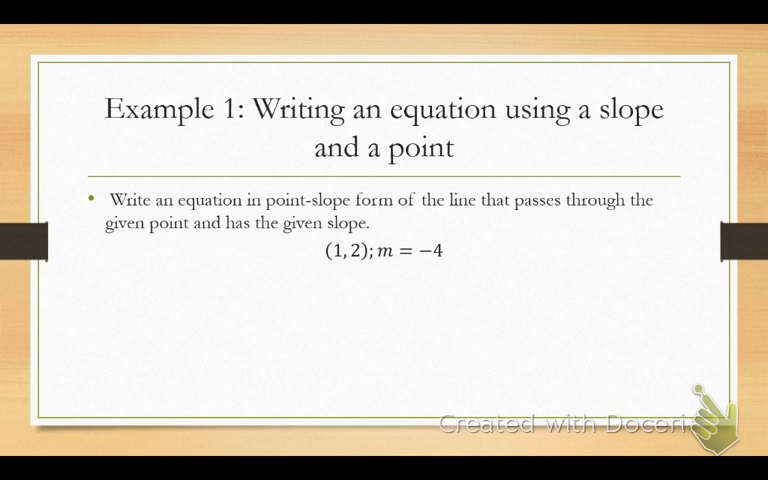 Example 1: Writing an equation using a slope
and a point
• Write an equation in point-slope form of the line that passes through the
given point and has the given slope.
(1, 2); m = −4
Created with Doceri